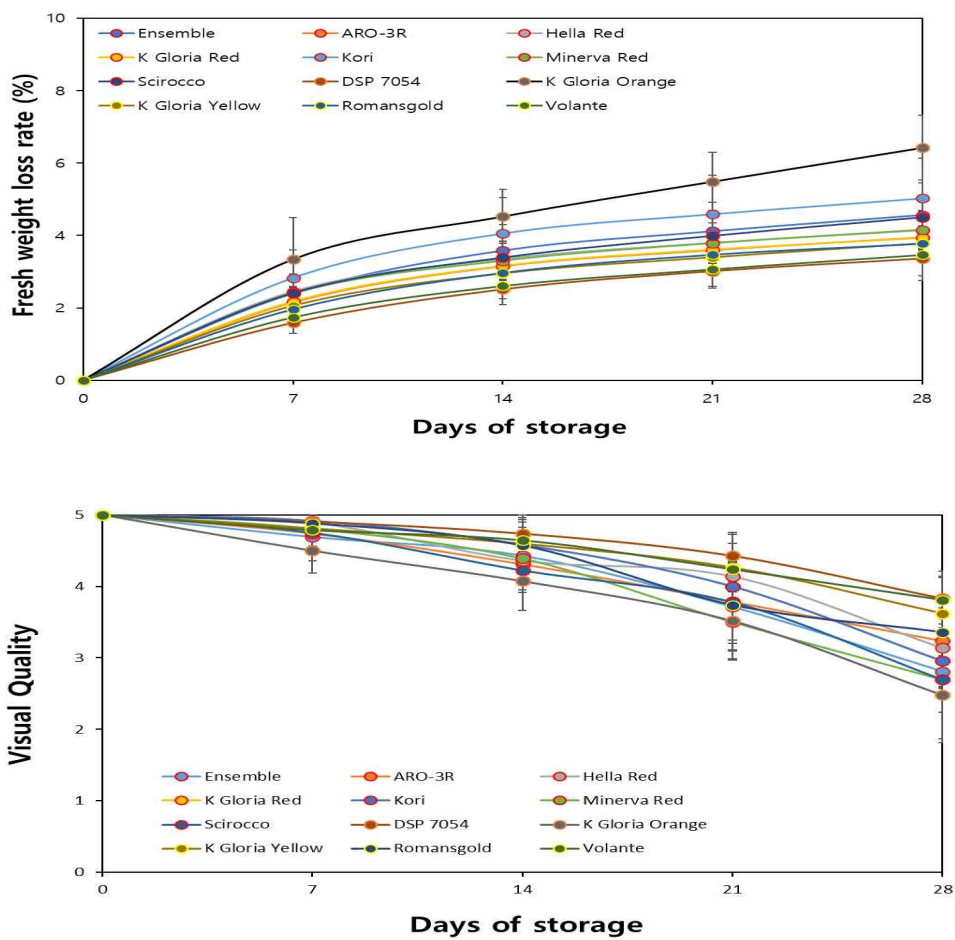 Fresh weight loss rate (%)
10
8
6
4
2
0
Ensemble ARO-3R Hella Red
K Gloria Red Kori Minerva Red
Scirocco DSP 7054 K Gloria Orange
K Gloria Yellow Romansgold Volante
0 7 14 21 28
Days of storage
Visual Quality
5
4
3
2
1
0
Ensemble ARO-3R Hella Red
K Gloria Red Kori Minerva Red
Scirocco DSP 7054 K Gloria Orange
K Gloria Yellow Romansgold Volante
0 7 14 21 28
Days of storage